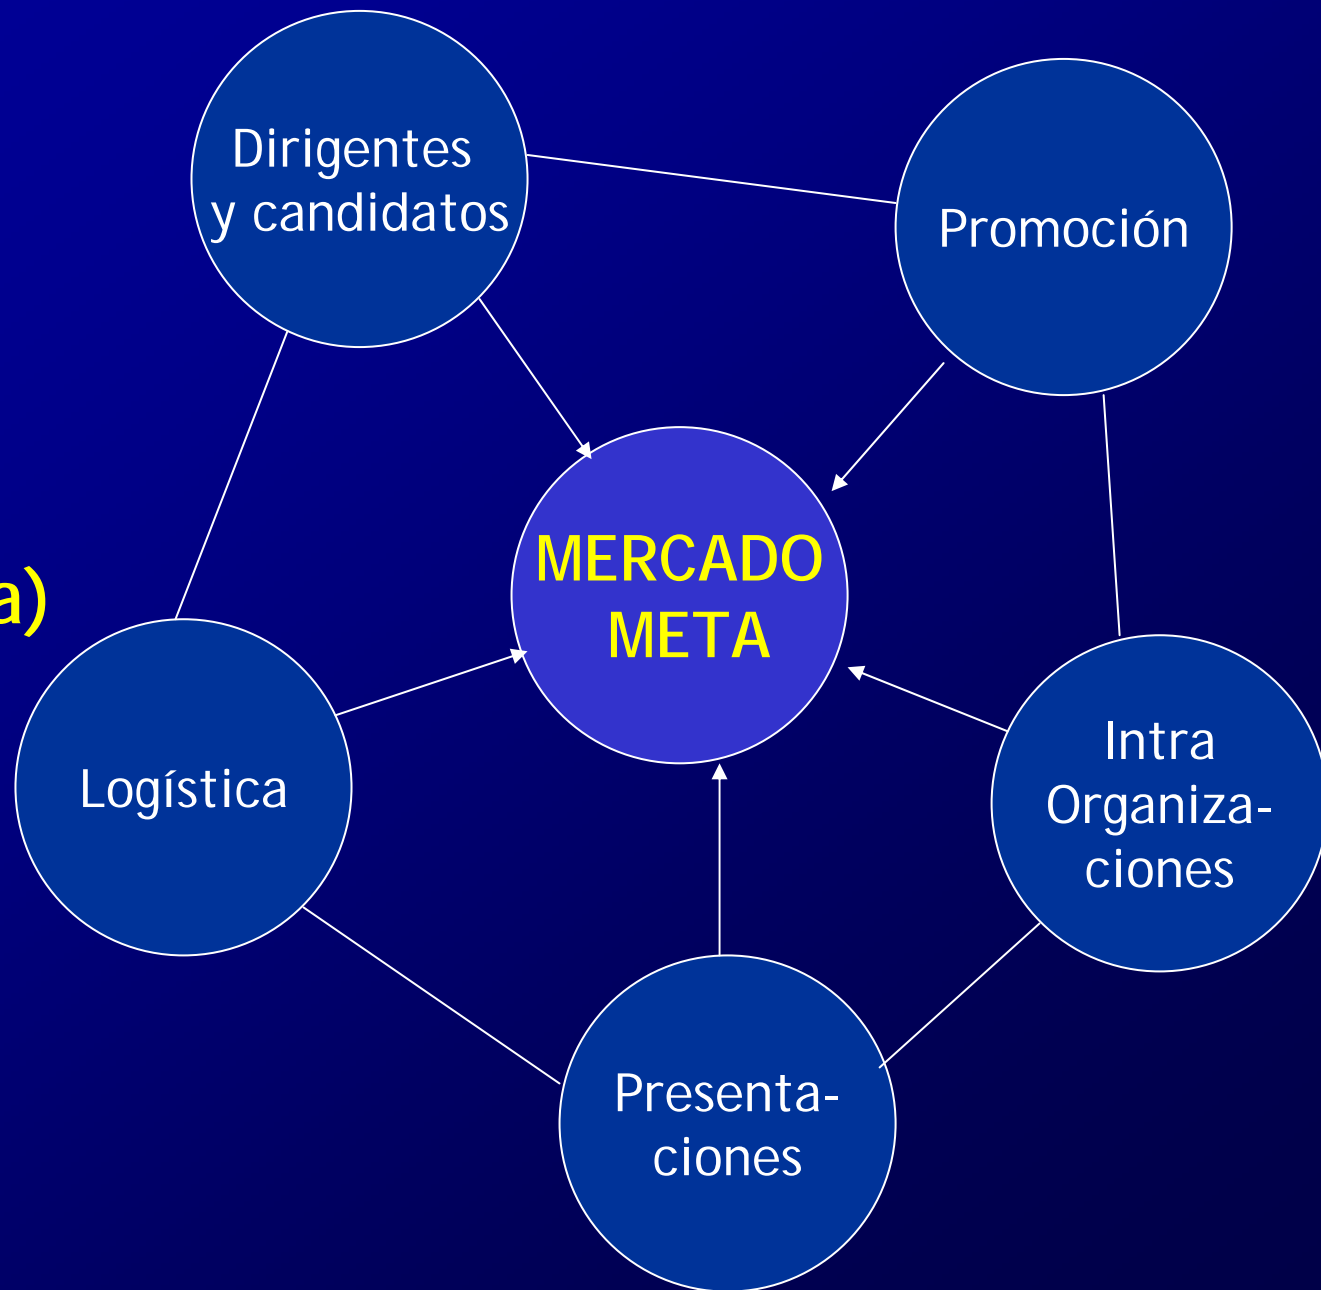 Dirigentes
y candidatos
Promoción
MERCADO
META
a)
Logística
Intra
Organiza-
ciones
Presenta-
ciones